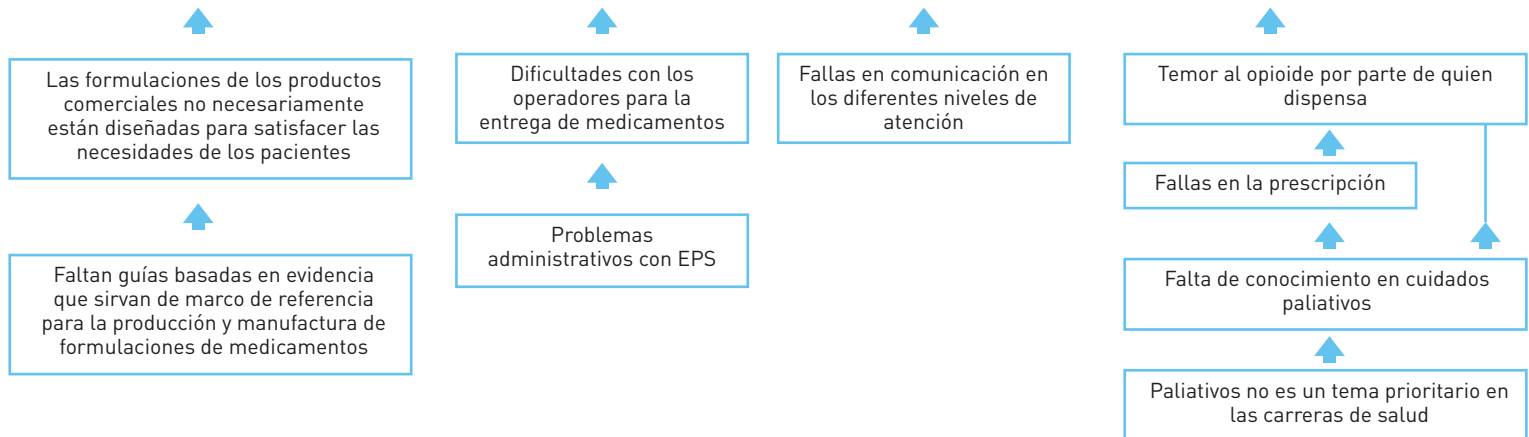 Las formulaciones de los productos
comerciales no necesariamente
están diseñadas para satisfacer las
necesidades de los pacientes
Dificultades con los
operadores para la
entrega de medicamentos
Fallas en comunicación en
los diferentes niveles de
atención
Temor al opioide por parte de quien
dispensa
Fallas en la prescripción
Problemas
administrativos con EPS
Faltan guías basadas en evidencia
que sirvan de marco de referencia
para la producción y manufactura de
formulaciones de medicamentos
Falta de conocimiento en cuidados
paliativos
Paliativos no es un tema prioritario en
las carreras de salud